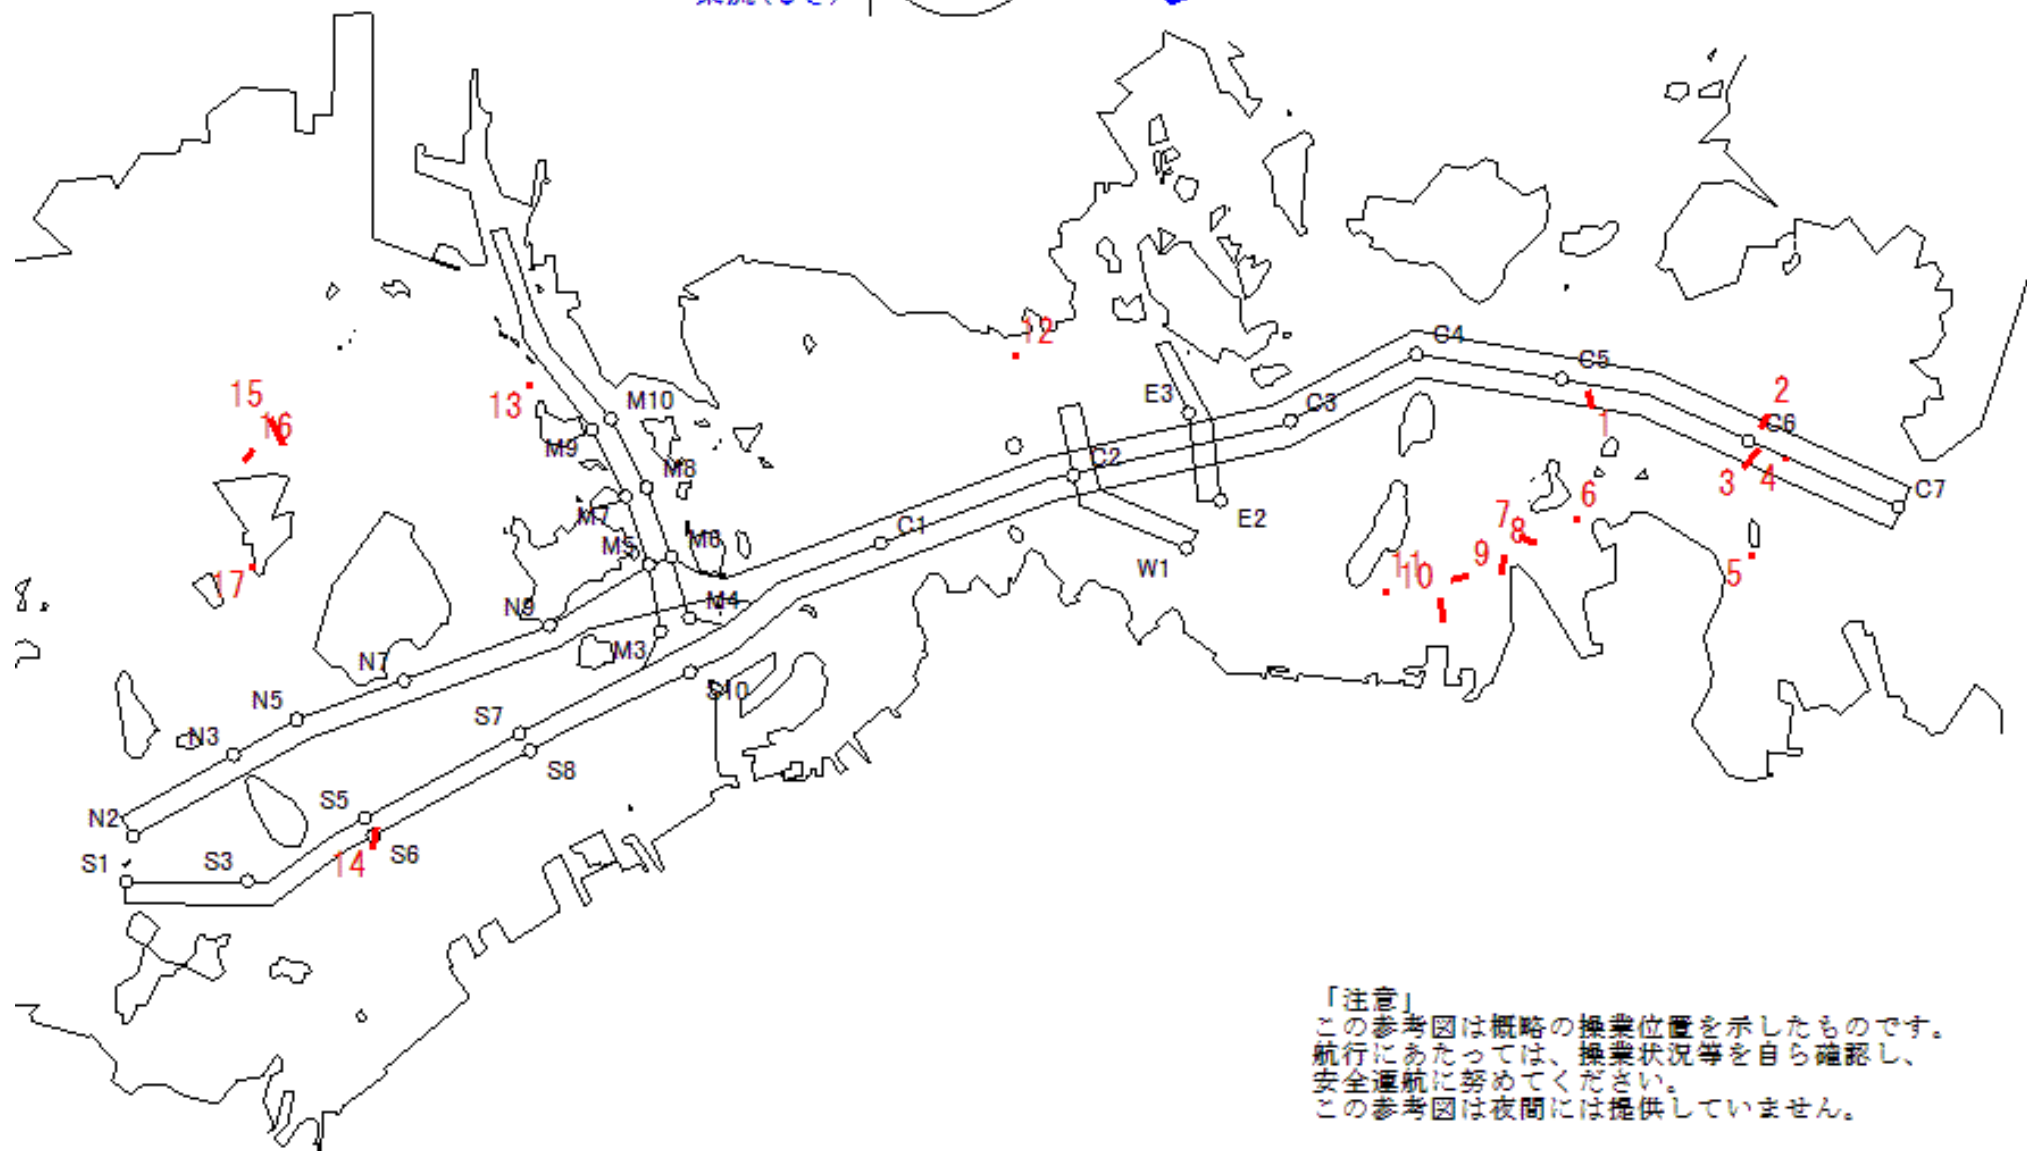 12
C4
C5
2
15
13
M10
E3
C3
1
C6
16
M9
M8
C2
3
4
6
C7
M7
7
8
E2
C1
M5
M6
9
W1
11
10
5
17
N9
M4
M3
N7
S10
N5
S7
N3
S8
S5
N2
S1
S3
14
S6
「注意」
この参考図は概略の操業位置を示したものです。
航行にあたっては、操業状況等を自ら確認し、
安全運航に努めてください。
この参考図は夜間には提供していません。